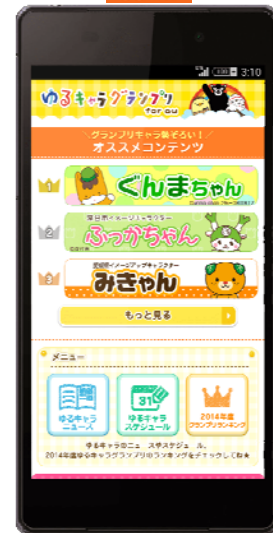 3:10
ゆるキャラグランプリ
for au
グランプリキャラ勢ぞろい！
オススメコンテンツ
1
ぐんまちゃん
2
深谷市イメージキャラクター
ふっかちゃん
3
愛媛県イメージアップキャラクター
みきゃん
もっと見る
メニュー
ゆるキャラ
ニュース
31
ゆるキャラ
スケジュール
2014年度
グランプリランキング
ゆるキャラのニュースやスケジュール、
2014年度ゆるキャラグランプリのランキングをチェックしてね★